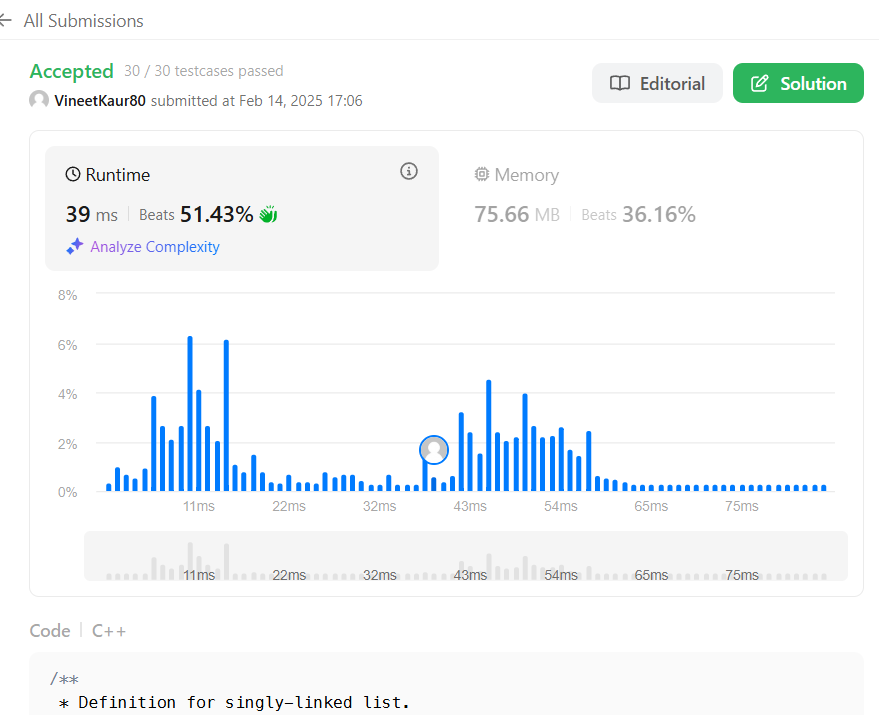 ← All Submissions
Accepted 30 / 30 testcases passed
VineetKaur80 submitted at Feb 14, 2025 17:06
Editorial
Solution
Runtime
39 ms | Beats 51.43%
Analyze Complexity
Memory
75.66 MB | Beats 36.16%
8%
6%
4%
2%
0%
11ms 22ms 32ms 43ms 54ms 65ms 75ms
11ms 22ms 32ms 43ms 54ms 65ms 75ms
Code | C++
/**
* Definition for singly-linked list.